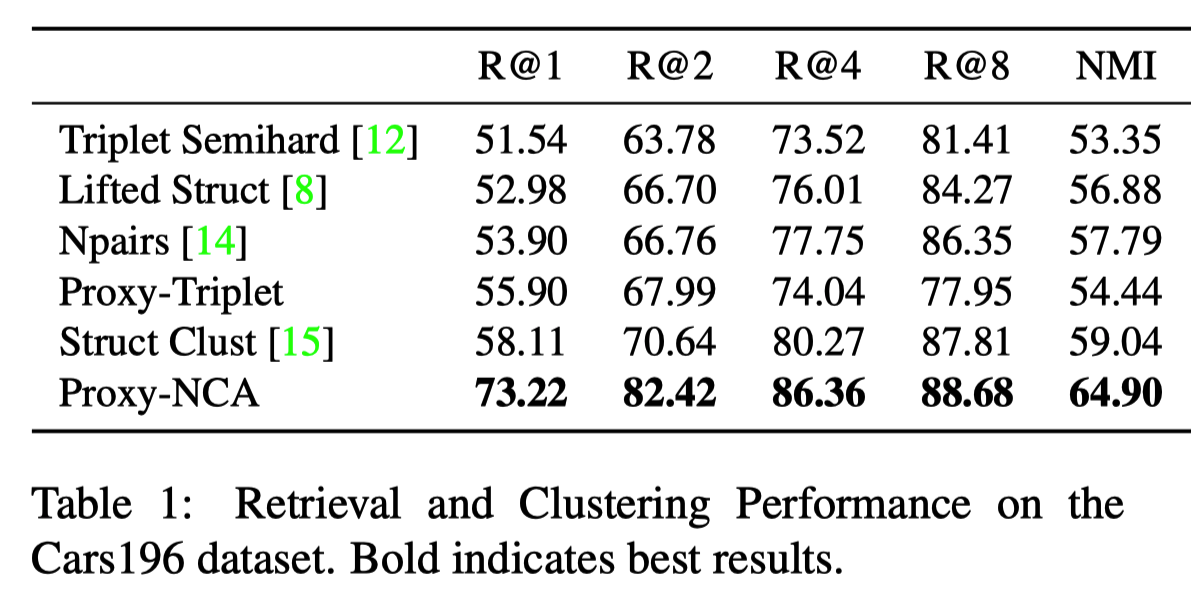 R@1 R@2 R@4 R@8 NMI
Triplet Semihard [12] 51.54 63.78 73.52 81.41 53.35
Lifted Struct [8] 52.98 66.70 76.01 84.27 56.88
Npairs [14] 53.90 66.76 77.75 86.35 57.79
Proxy-Triplet 55.90 67.99 74.04 77.95 54.44
Struct Clust [15] 58.11 70.64 80.27 87.81 59.04
Proxy-NCA 73.22 82.42 86.36 88.68 64.90
Table 1: Retrieval and Clustering Performance on the
Cars196 dataset. Bold indicates best results.